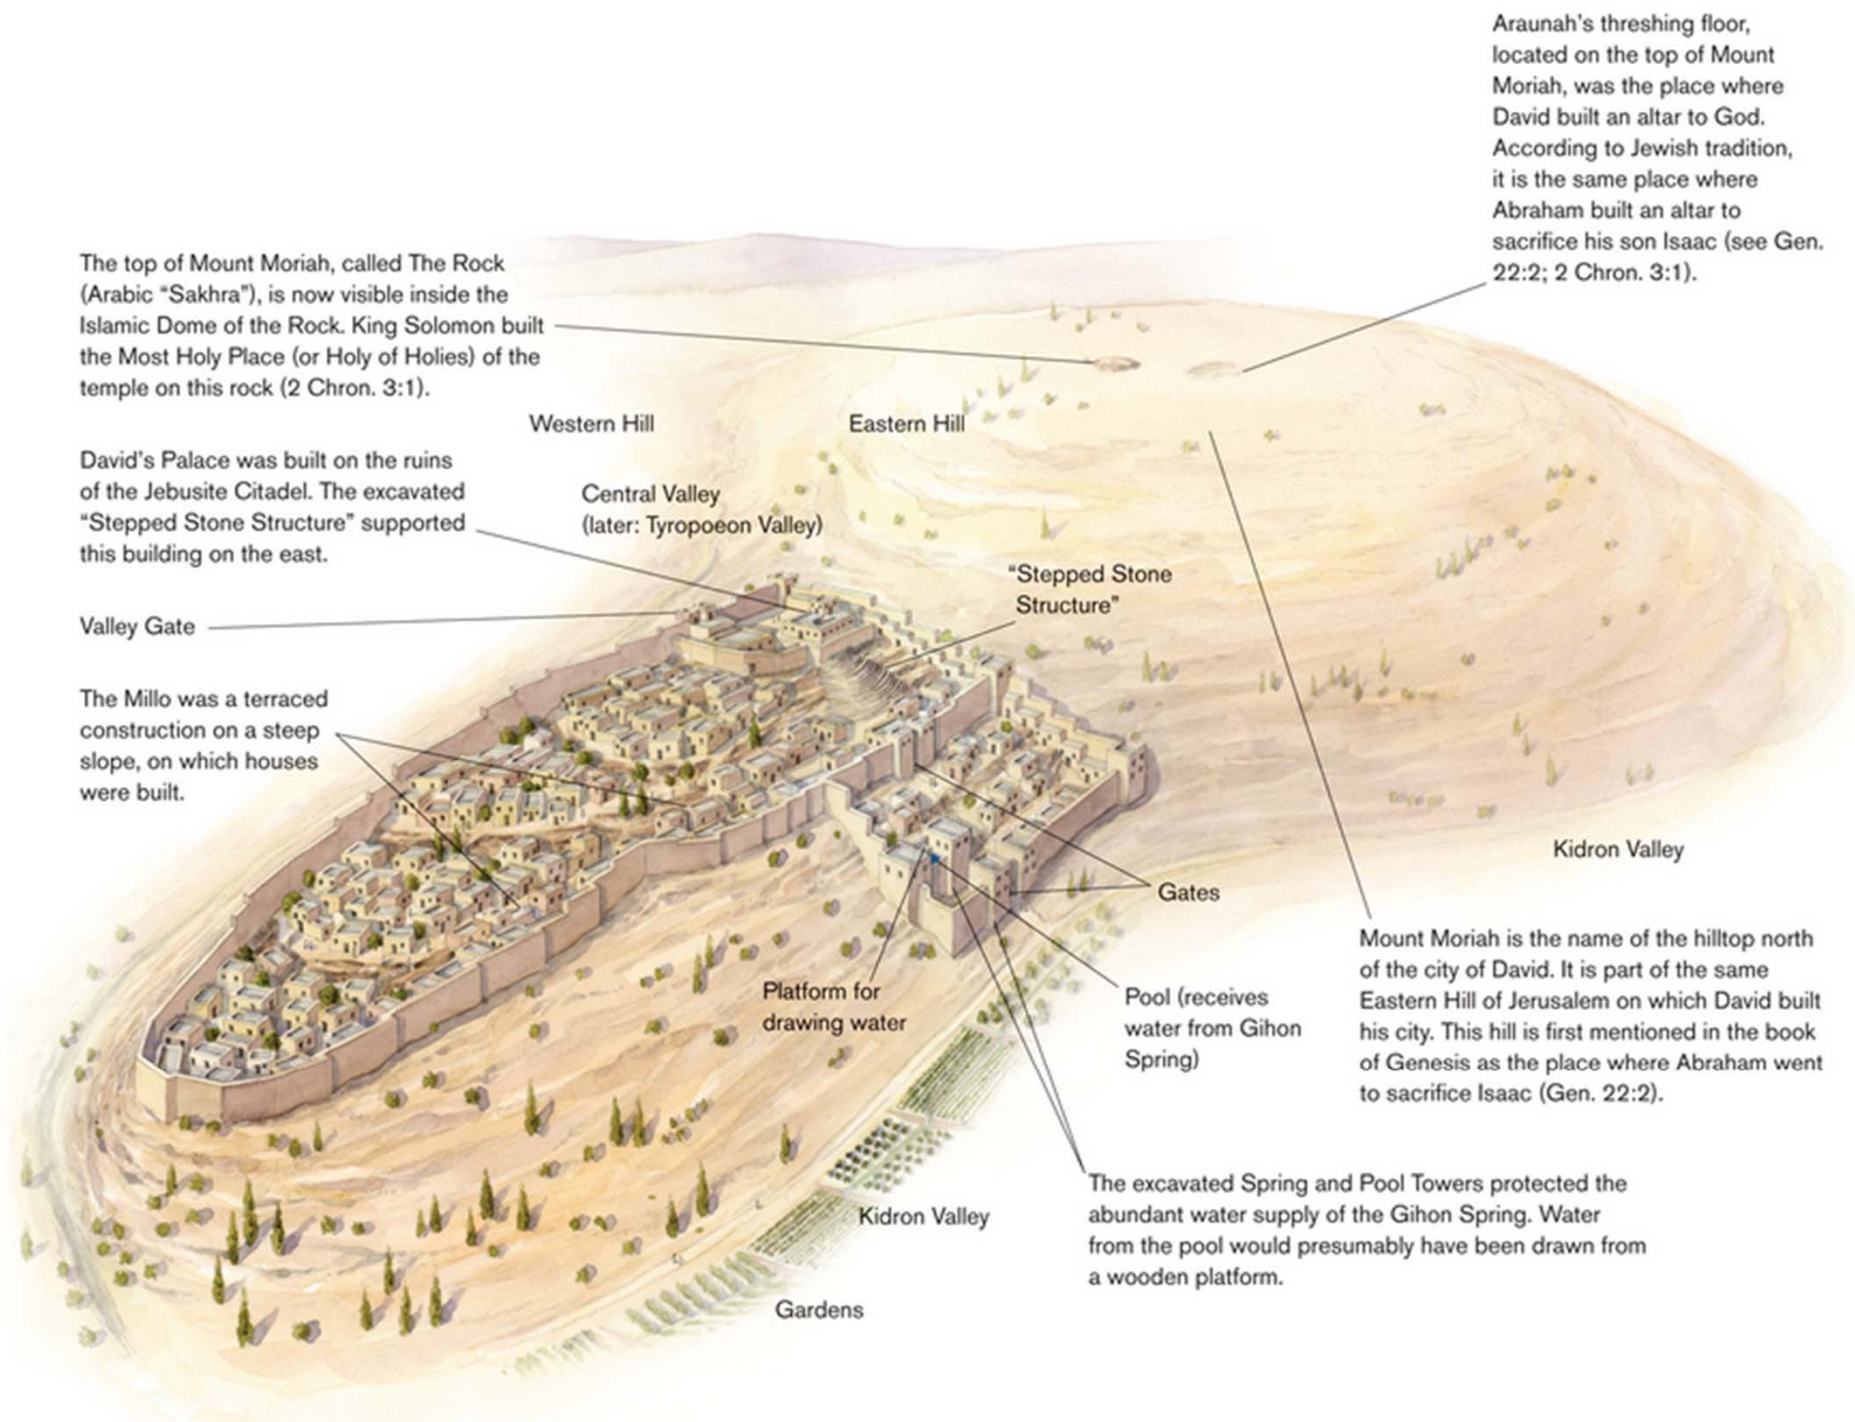 Araunah's threshing floor,
located on the top of Mount
Moriah, was the place where
David built an altar to God.
According to Jewish tradition,
it is the same place where
Abraham built an altar to
sacrifice his son Isaac (see Gen.
22:2; 2 Chron. 3:1).
The top of Mount Moriah, called The Rock
(Arabic “Sakhra”), is now visible inside the
Islamic Dome of the Rock. King Solomon built
the Most Holy Place (or Holy of Holies) of the
temple on this rock (2 Chron. 3:1).
Western Hill
Eastern Hill
David's Palace was built on the ruins
of the Jebusite Citadel. The excavated
“Stepped Stone Structure” supported
this building on the east.
Central Valley
(later: Tyropoeon Valley)
“Stepped Stone
Structure”
Valley Gate
The Millo was a terraced
construction on a steep
slope, on which houses
were built.
Kidron Valley
Gates
Mount Moriah is the name of the hilltop north
of the city of David. It is part of the same
Eastern Hill of Jerusalem on which David built
his city. This hill is first mentioned in the book
of Genesis as the place where Abraham went
to sacrifice Isaac (Gen. 22:2).
Platform for
drawing water
Pool (receives
water from Gihon
Spring)
The excavated Spring and Pool Towers protected the
abundant water supply of the Gihon Spring. Water
from the pool would presumably have been drawn from
a wooden platform.
Kidron Valley
Gardens